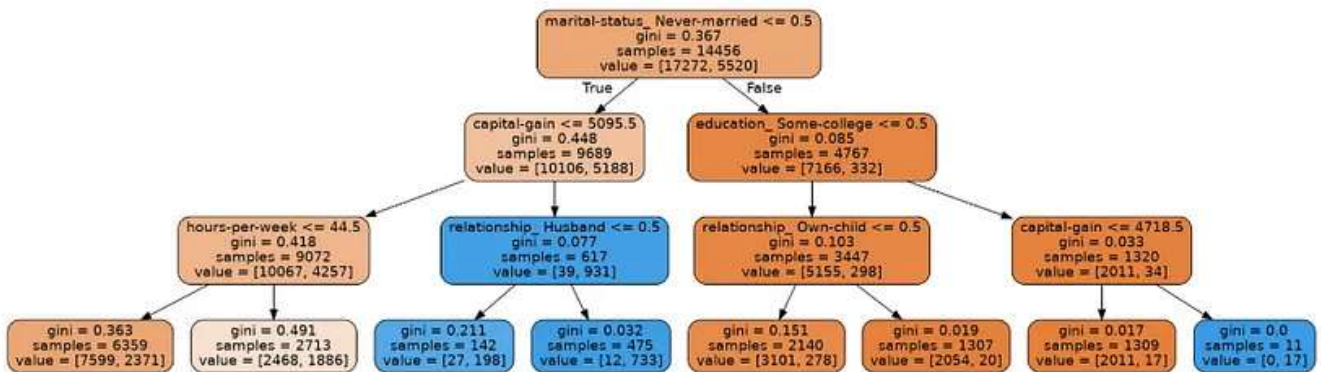 marital-status_ Never-married <= 0.5
gini = 0.367
samples = 14456
value = [17272, 5520]
True
False
capital-gain <= 5095.5
gini = 0.448
samples = 9689
value = [10106, 5188]
education_ Some-college <= 0.5
gini = 0.085
samples = 4767
value = [7166, 332]
hours-per-week <= 44.5
gini = 0.418
samples = 9072
value = [10067, 4257]
relationship_ Husband <= 0.5
gini = 0.077
samples = 617
value = [39, 931]
relationship_ Own-child <= 0.5
gini = 0.103
samples = 3447
value = [5155, 298]
capital-gain <= 4718.5
gini = 0.033
samples = 1320
value = [2011, 34]
gini = 0.363
samples = 6359
value = [7599, 2371]
gini = 0.491
samples = 2713
value = [2468, 1886]
gini = 0.211
samples = 142
value = [27, 198]
gini = 0.032
samples = 475
value = [12, 733]
gini = 0.151
samples = 2140
value = [3101, 278]
gini = 0.019
samples = 1307
value = [2054, 20]
gini = 0.017
samples = 1309
value = [2011, 17]
gini = 0.0
samples = 11
value = [0, 17]